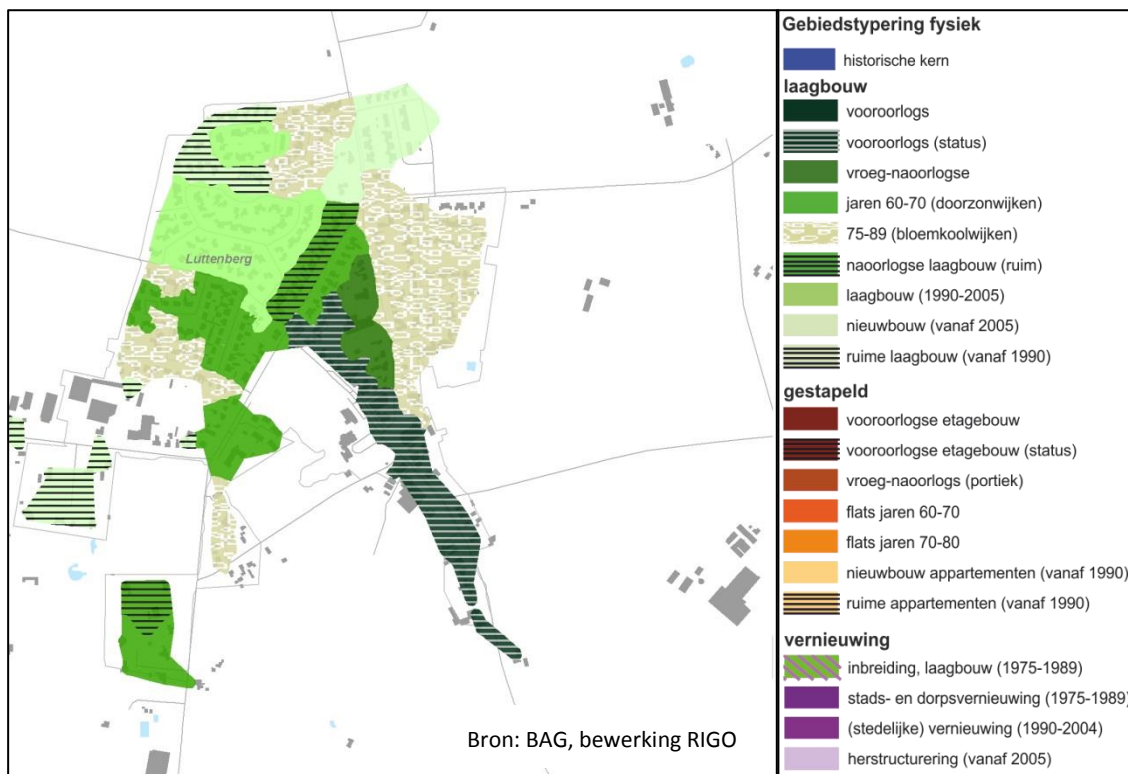 Luttenberg
Bron: BAG, bewerking RIGO
Gebiedstypering fysiek
historische kern
laagbouw
vooroorlogs
vooroorlogs (status)
vroeg-naoorlogse
jaren 60-70 (doorzonwijken)
75-89 (bloemkoolwijken)
naoorlogse laagbouw (ruim)
laagbouw (1990-2005)
nieuwbouw (vanaf 2005)
ruime laagbouw (vanaf 1990)
gestapeld
vooroorlogse etagebouw
vooroorlogse etagebouw (status)
vroeg-naoorlogs (portiek)
flats jaren 60-70
flats jaren 70-80
nieuwbouw appartementen (vanaf 1990)
ruime appartementen (vanaf 1990)
vernieuwing
inbreiding, laagbouw (1975-1989)
stads- en dorpsvernieuwing (1975-1989)
(stedelijke) vernieuwing (1990-2004)
herstructurering (vanaf 2005)